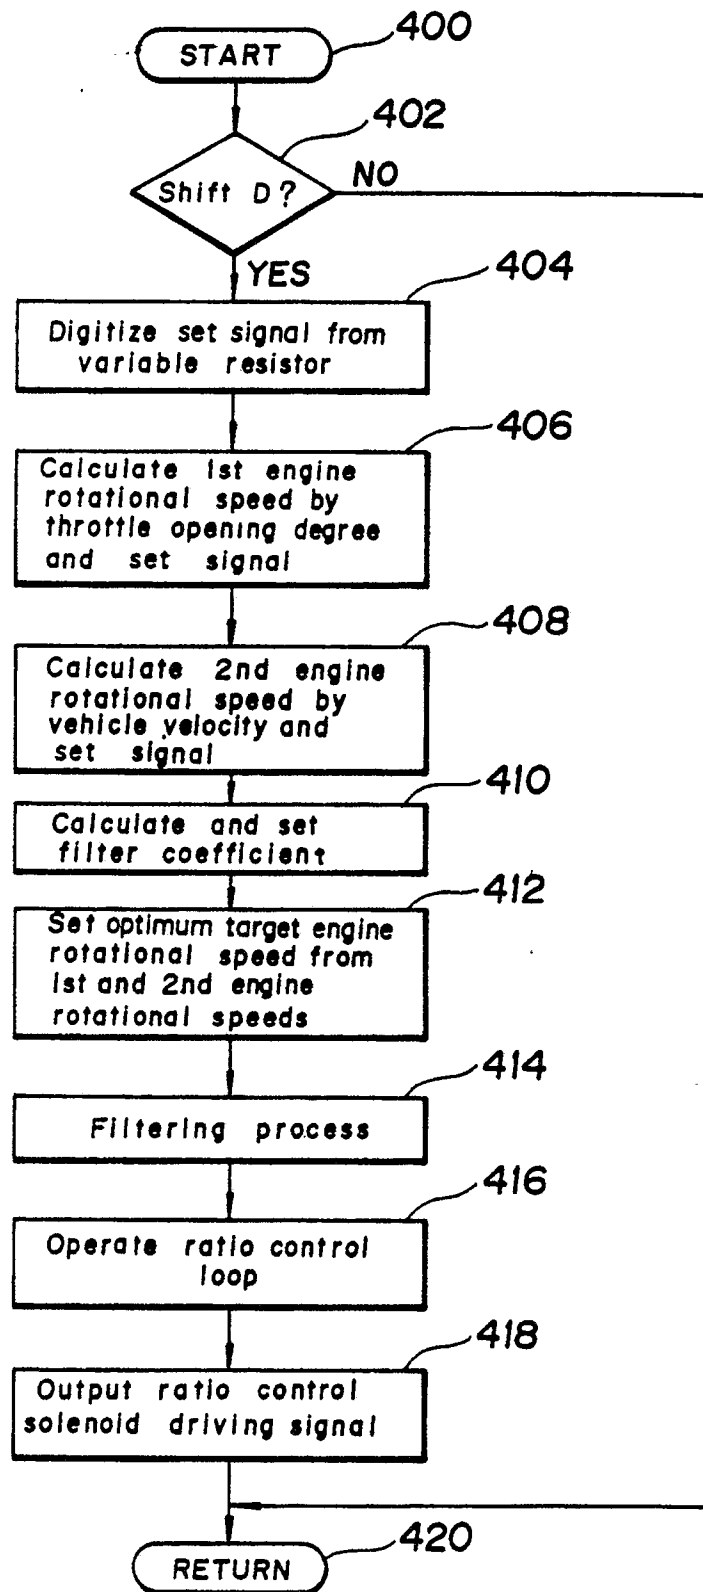 400
START
402
Shift D?
NO
YES
404
Digitize set signal from
variable resistor
406
Calculate 1st engine
rotational speed by
throttle opening degree
and set signal
408
Calculate 2nd engine
rotational speed by
vehicle velocity and
set signal
410
Calculate and set
filter coefficient
412
Set optimum target engine
rotational speed from
1st and 2nd engine
rotational speeds
414
Filtering process
416
Operate ratio control
loop
418
Output ratio control
solenoid driving signal
420
RETURN